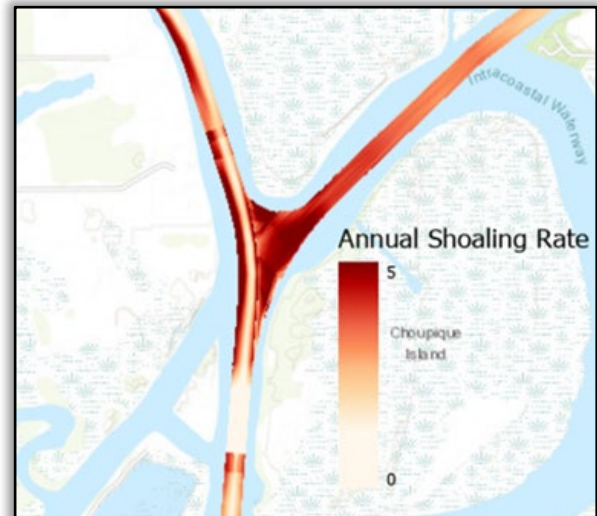 Intracoastal Waterway
Annual Shoaling Rate
5
Choupique
Island
0